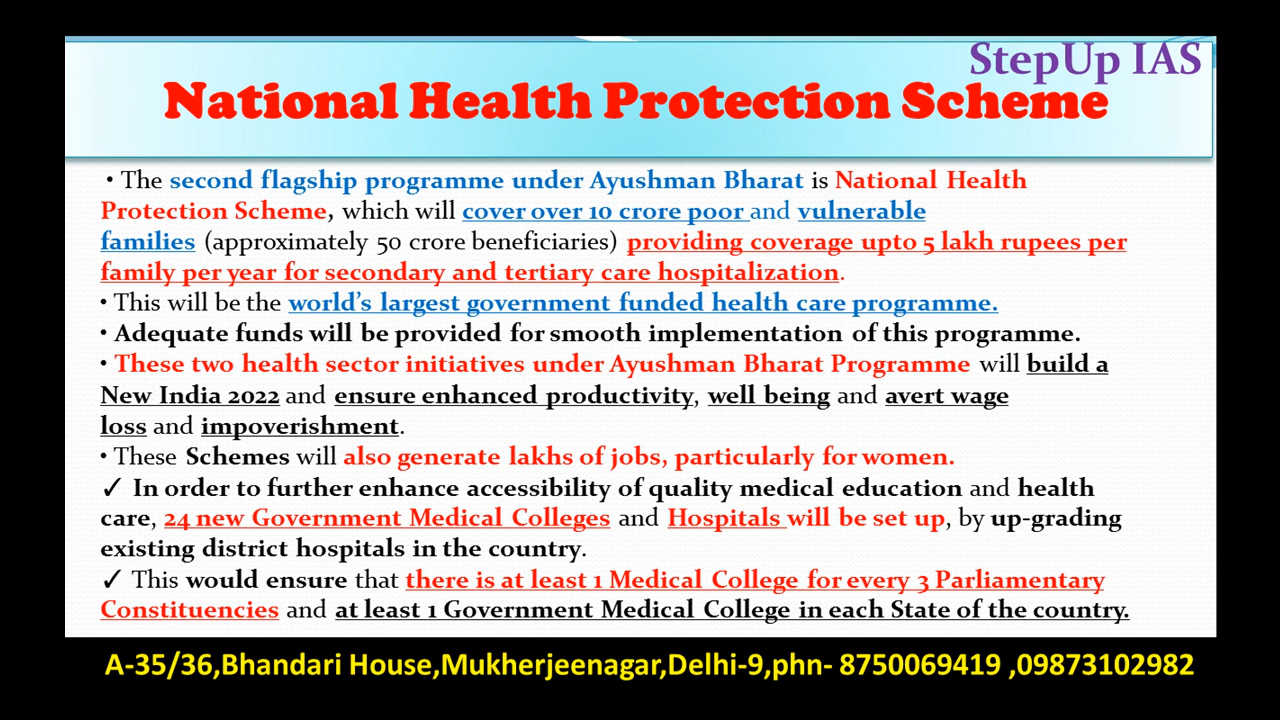 StepUp IAS
National Health Protection Scheme
• The second flagship programme under Ayushman Bharat is National Health
Protection Scheme, which will cover over 10 crore poor and vulnerable
families (approximately 50 crore beneficiaries) providing coverage upto 5 lakh rupees per
family per year for secondary and tertiary care hospitalization.
• This will be the world's largest government funded health care programme.
• Adequate funds will be provided for smooth implementation of this programme.
• These two health sector initiatives under Ayushman Bharat Programme will build a
New India 2022 and ensure enhanced productivity, well being and avert wage
loss and impoverishment.
• These Schemes will also generate lakhs of jobs, particularly for women.
✓ In order to further enhance accessibility of quality medical education and health
care, 24 new Government Medical Colleges and Hospitals will be set up, by up-grading
existing district hospitals in the country.
✓ This would ensure that there is at least 1 Medical College for every 3 Parliamentary
Constituencies and at least 1 Government Medical College in each State of the country.
A-35/36,Bhandari House,Mukherjeenagar,Delhi-9,phn- 8750069419 ,09873102982